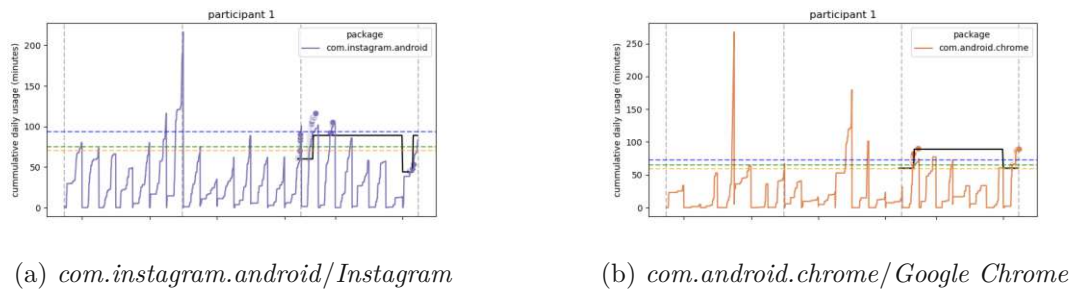 participant 1
cummulative daily usage (minutes)
200
150
100
50
0
package
com.instagram.android
participant 1
cummulative daily usage (minutes)
250
200
150
100
50
0
package
com.android.chrome
(a) com.instagram.android/Instagram
(b) com.android.chrome/Google Chrome